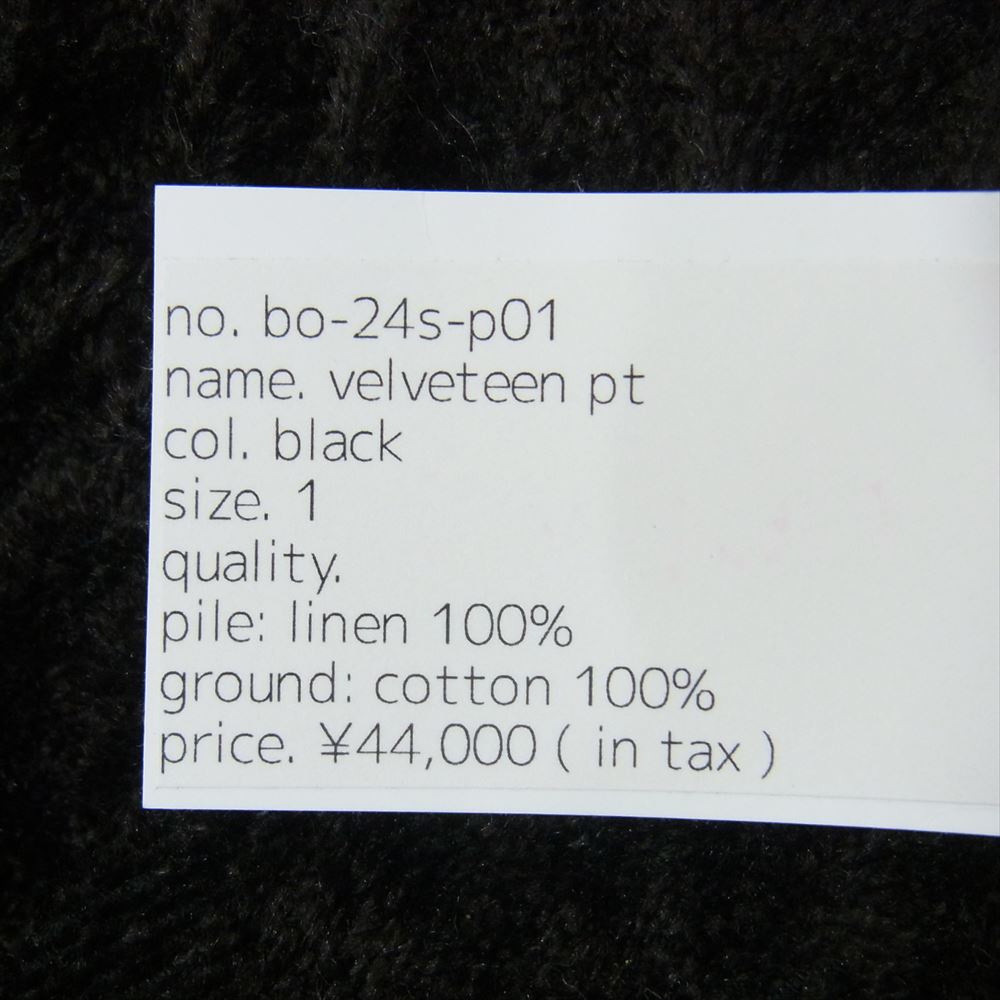 no. bo-24s-p01
name. velveteen pt
col. black
size. 1
quality.
pile: linen 100%
ground: cotton 100%
price. ¥44,000 ( in tax )